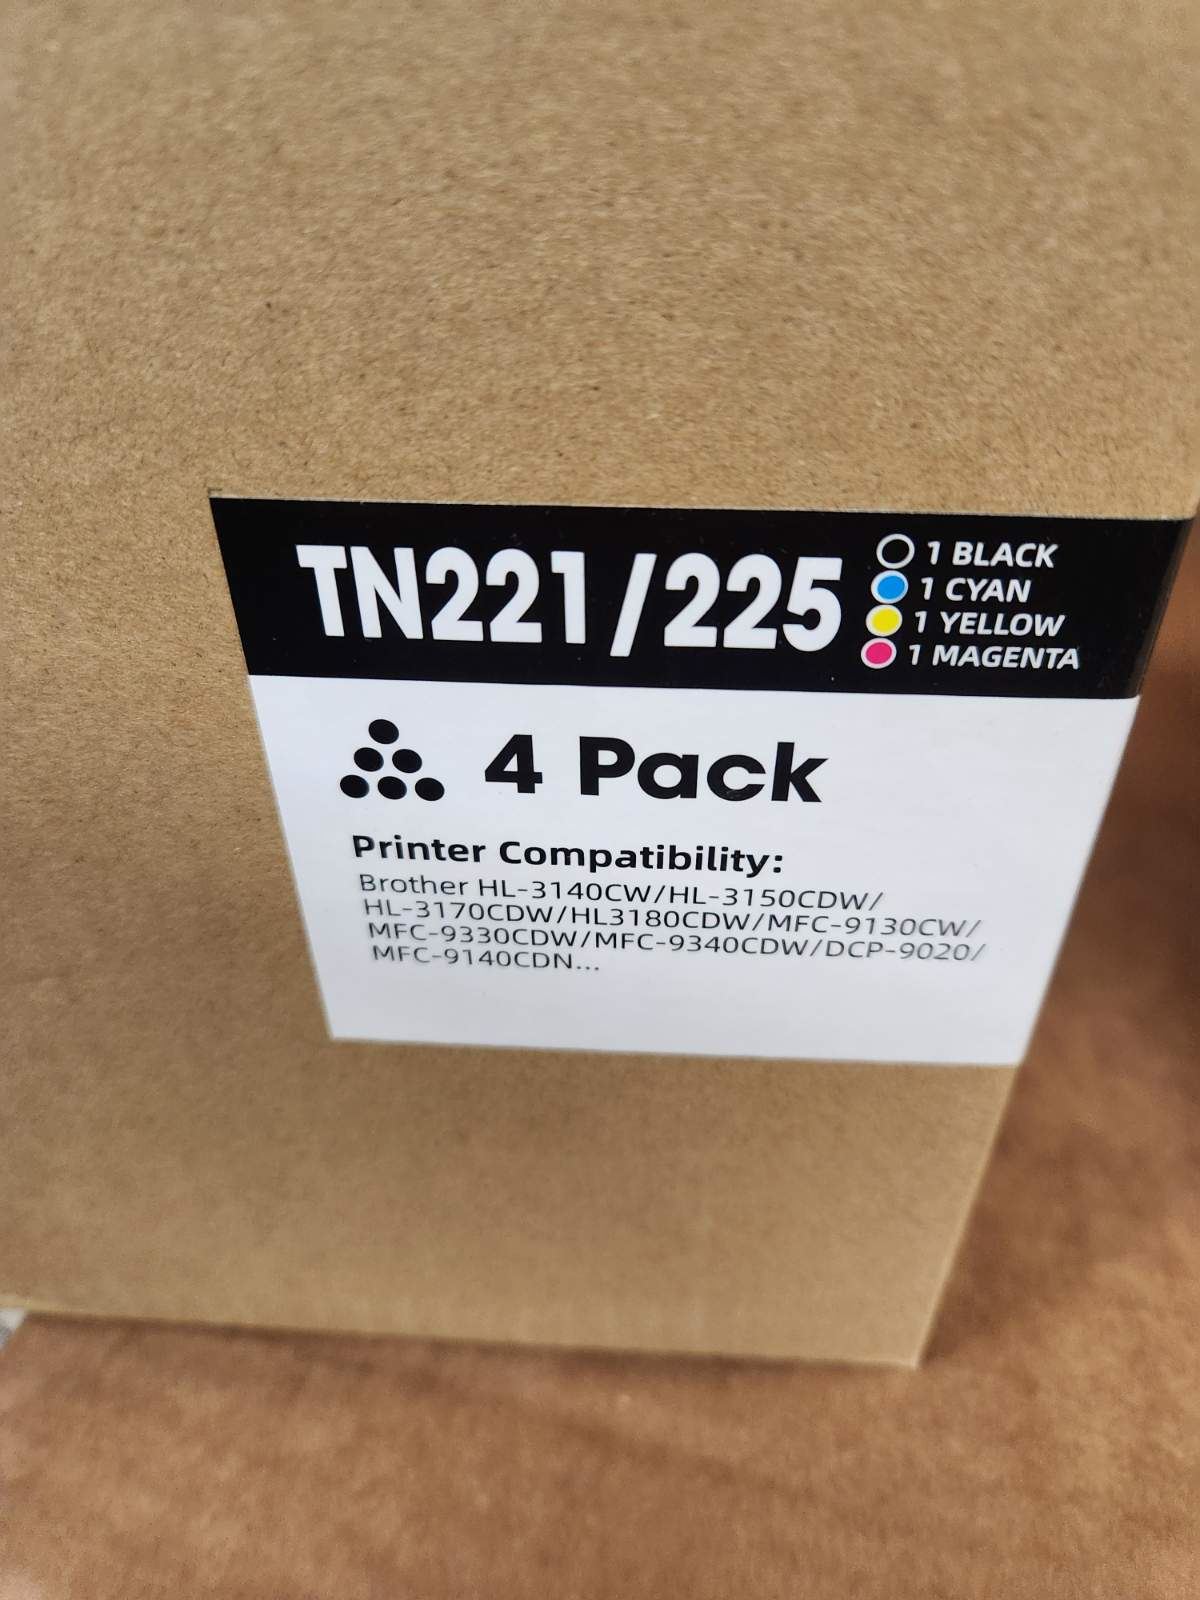 TN221/225
1 BLACK
1 CYAN
1 YELLOW
1 MAGENTA
4 Pack
Printer Compatibility:
Brother HL-3140CW/HL-3150CDW/
HL-3170CDW/HL3180CDW/MFC-9130CW/
MFC-9330CDW/MFC-9340CDW/DCP-9020/
MFC-9140CDN...